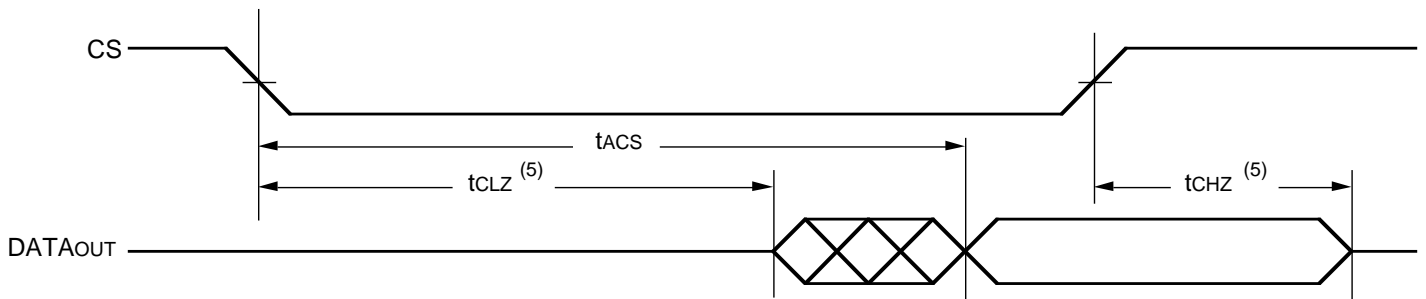 CS
tACS
tCLZ (5)
tCHZ (5)
DATAOUT